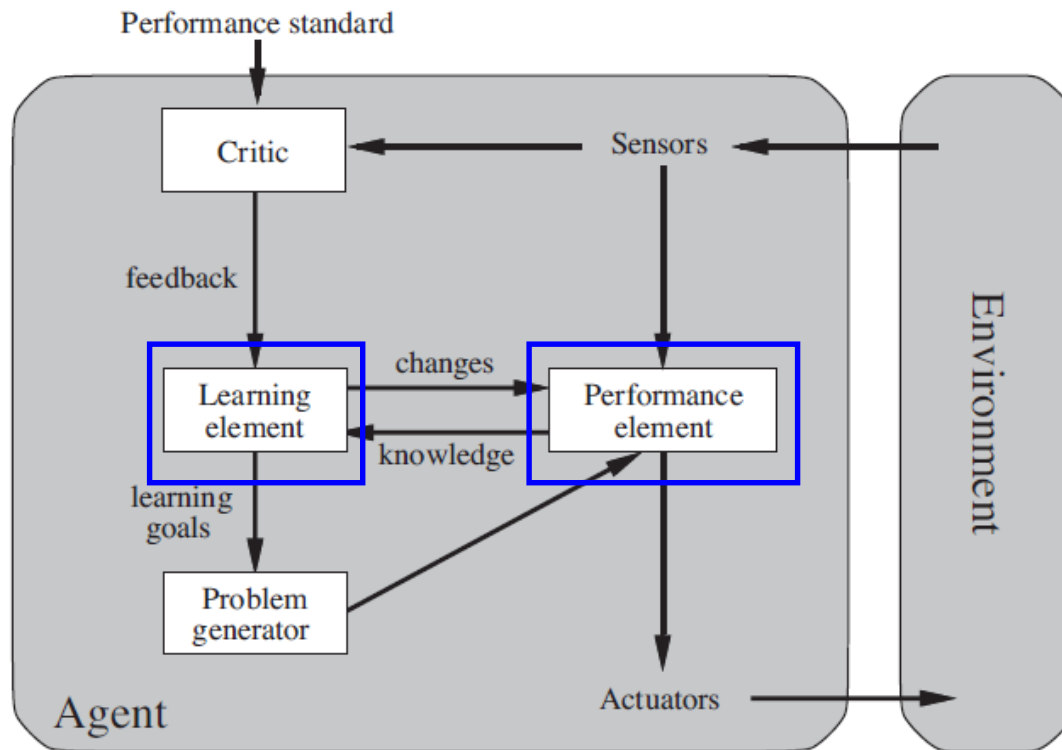 Performance standard
Critic
Sensors
feedback
changes
Learning
element
Performance
element
knowledge
learning
goals
Problem
generator
Actuators
Agent
Environment